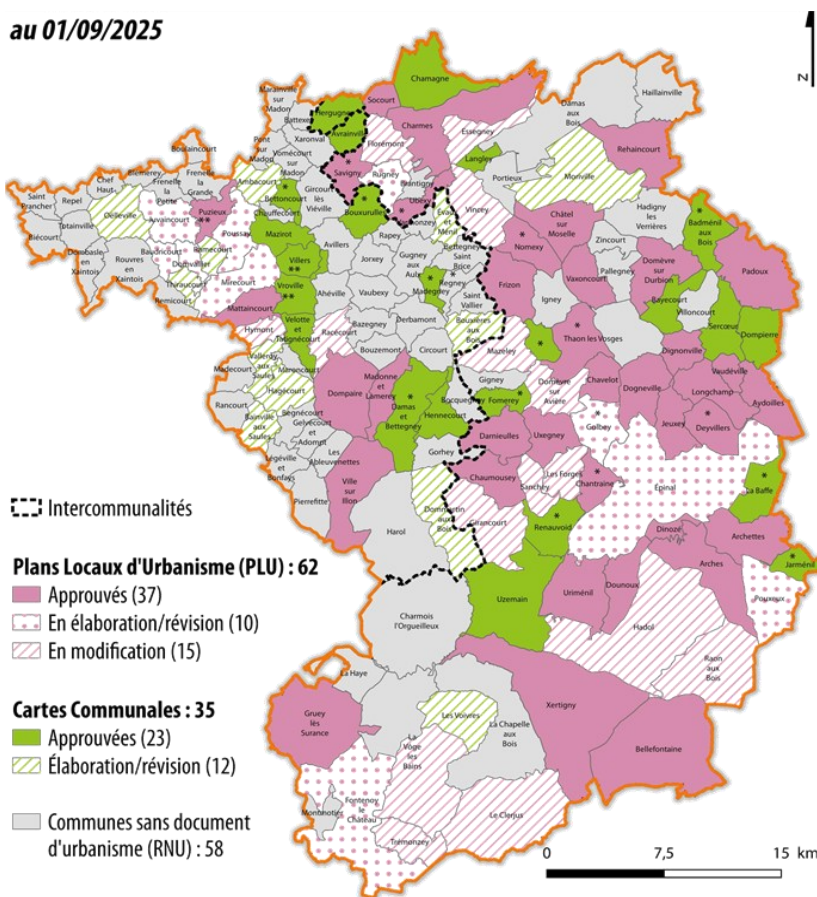 au 01/09/2025
N
Chamagne
Haillainville
Damas
aux
Bois
Marainville
sur
Madon
Socourt
Battexey
Hergugney
Avrainville
Charmes
Essegney
Rehaincourt
Xaronval
Florémont
Pont
sur
Madon
Boulaincourt
Vomécourt
sur
Madon
Langley
Savigny
Rugney
Brantigny
Portieux
Moriville
Blémerey
Frenelle
la
Grande
Chef
Haut
Ambacourt
Frenelle
la
Petite
Bettoncourt
Gircourt
lès
Viéville
Ubexy
Saint
Prancher
Repel
Oëlleville
Puzieux
Chauffecourt
Bouxurulles
Evaux
et
Ménil
Vincey
Hadigny
les
Verrières
Badménil
aux
Bois
Totainville
Juvaincourt
Poussay
Mazirot
Avillers
Rapey
Châtel
sur
Moselle
Nomexy
Zincourt
Biécourt
Domèvre
sur
Durbion
Padoux
Baudricourt
Ramecourt
Villers
Jorxey
Gugney
aux
Aulx
Bettegney
Saint
Brice
Pallegney
Rouvres
en
Xaintois
Domvallier
Dombasle
en
Xaintois
Mirecourt
Madegney
Regney
Frizon
Vaxoncourt
Bayecourt
Villoncourt
Thiraucourt
Remicourt
Vroville
Ahéville
Vaubexy
Saint
Vallier
Igney
Sercœur
Dompierre
Mattaincourt
Velotte
et
Tatignécourt
Bazegney
Derbamont
Bouxières
aux
Bois
Thaon les Vosges
Hymont
Racécourt
Dignonville
Mazeley
Bouzemont
Circourt
Valleroy
aux
Saules
Maroncourt
Vaudéville
Madecourt
Gigney
Domèvre
sur
Avière
Chavelot
Dogneville
Longchamp
Hagécourt
Dompaire
Madonne
et
Lamerey
Bocquegney
Fomerey
Aydoilles
Rancourt
Damas
et
Bettegney
Hennecourt
Golbey
Jeuxey
Deyvillers
Bainville
aux
Saules
Bégnécourt
Gelvécourt
et
Adompt
Darnieulles
Uxegney
Légéville
et
Bonfays
Les
Ableuvenettes
Gorhey
Chaumousey
Les Forges
Chantraine
Epinal
La Baffe
Sanchey
Pierrefitte
Ville
sur
Illon
Dommartin
aux
Bois
Girancourt
Renauvoid
Harol
Dinozé
Archettes
Arches
Jarménil
Uzemain
Uriménil
Dounoux
Pouxeux
Hadol
Charmois
l'Orgueilleux
Raon
aux
Bois
La Haye
Xertigny
Gruey
lès
Surance
Les Voivres
La Chapelle
aux
Bois
La
Vôge
les
Bains
Bellefontaine
Montmotier
Fontenoy
le
Château
Le Clerjus
Trémonzey
Intercommunalités
Plans Locaux d'Urbanisme (PLU) : 62
Approuvés (37)
En élaboration/révision (10)
En modification (15)
Cartes Communales : 35
Approuvées (23)
Élaboration/révision (12)
Communes sans document
d'urbanisme (RNU) : 58
0 7,5 15 km